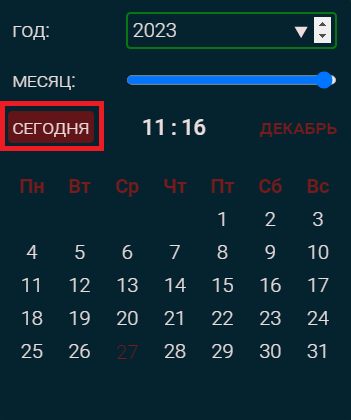 ГОД: 2023
МЕСЯЦ:
СЕГОДНЯ 11:16 ДЕКАБРЬ
Пн Вт Ср Чт Пт Сб Вс
1 2 3
4 5 6 7 8 9 10
11 12 13 14 15 16 17
18 19 20 21 22 23 24
25 26 27 28 29 30 31